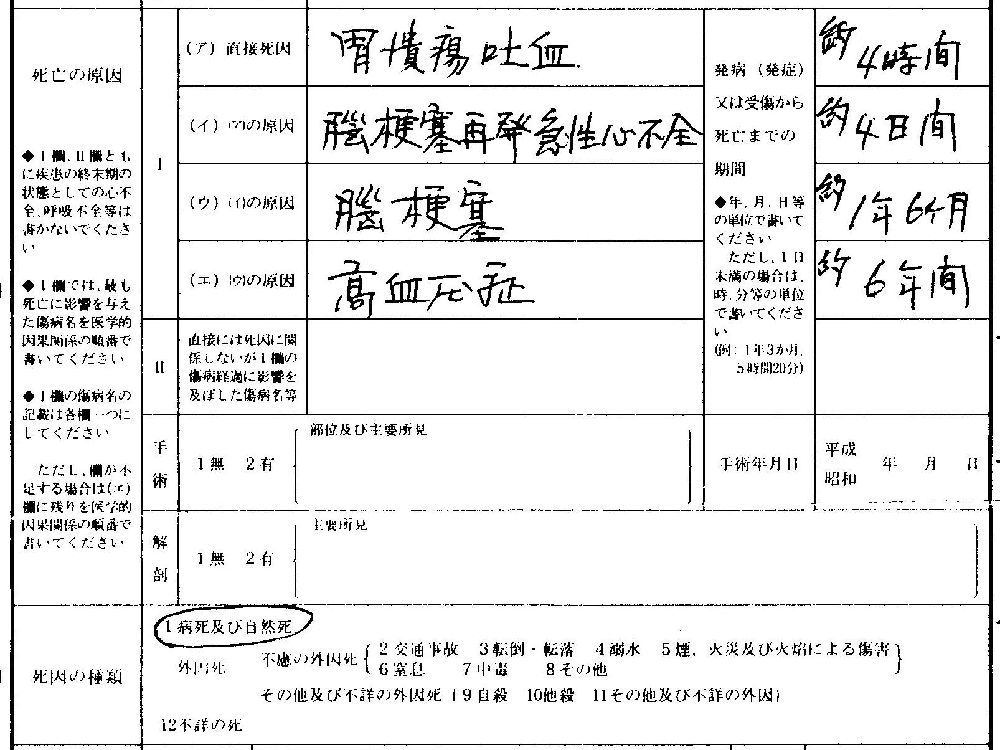 死亡の原因
◆Ⅰ欄、Ⅱ欄とも
に疾患の終末期の
状態としての心不
全、呼吸不全等は
書かないでくださ
い
◆Ⅰ欄では、最も
死亡に影響を与え
た傷病名を医学的
因果関係の順番で
書いてください
◆Ⅰ欄の傷病名の
記載は各欄一つに
してください
ただし、欄が不
足する場合は(エ)
欄に残りを医学的
因果関係の順番で
書いてください
Ⅰ
(ア) 直接死因
胃潰瘍吐血
(イ) (ア)の原因
脳梗塞再発急性心不全
(ウ) (イ)の原因
脳梗塞
(エ) (ウ)の原因
高血圧症
発病(発症)
又は受傷から
死亡までの
期間
◆年、月、日等
の単位で書いて
ください
ただし、1日
未満の場合は、
時、分等の単位
で書いてくださ
い
(例:1年3か月、
5時間20分)
約4時間
約4日間
約1年6ケ月
約6年間
Ⅱ
直接には死因に関
係しないがⅠ欄の
傷病経過に影響を
及ぼした傷病名等
手術
1無 2有
部位及び主要所見
手術年月日
平成
昭和
年 月 日
解剖
1無 2有
主要所見
死因の種類
1病死及び自然死
外因死 不慮の外因死 { 2交通事故 3転倒・転落 4溺水 5煙、火災及び火焔による傷害 }
6窒息 7中毒 8その他
その他及び不詳の外因死 (9自殺 10他殺 11その他及び不詳の外因)
12不詳の死